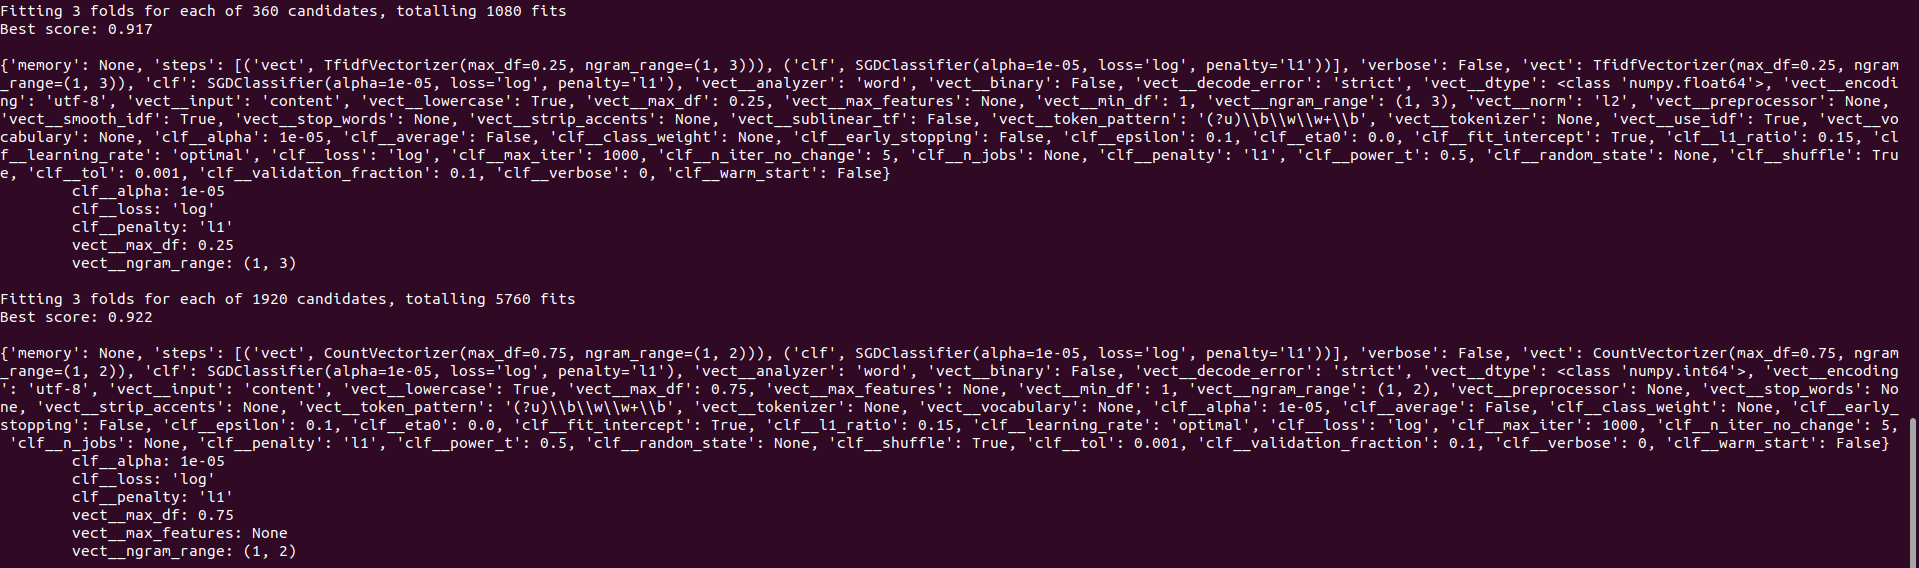 Fitting 3 folds for each of 360 candidates, totalling 1080 fits
Best score: 0.917
{'memory': None, 'steps': [('vect', TfidfVectorizer(max_df=0.25, ngram_range=(1, 3))), ('clf', SGDClassifier(alpha=1e-05, loss='log', penalty='l1'))], 'verbose': False, 'vect': TfidfVectorizer(max_df=0.25, ngram
_range=(1, 3)), 'clf': SGDClassifier(alpha=1e-05, loss='log', penalty='l1'), 'vect__analyzer': 'word', 'vect__binary': False, 'vect__decode_error': 'strict', 'vect__dtype': <class 'numpy.float64'>, 'vect__encodi
ng': 'utf-8', 'vect__input': 'content', 'vect__lowercase': True, 'vect__max_df': 0.25, 'vect__max_features': None, 'vect__min_df': 1, 'vect__ngram_range': (1, 3), 'vect__norm': 'l2', 'vect__preprocessor': None,
'vect__smooth_idf': True, 'vect__stop_words': None, 'vect__strip_accents': None, 'vect__sublinear_tf': False, 'vect__token_pattern': '(?u)\\b\\w\\w+\\b', 'vect__tokenizer': None, 'vect__use_idf': True, 'vect__vo
cabulary': None, 'clf__alpha': 1e-05, 'clf__average': False, 'clf__class_weight': None, 'clf__early_stopping': False, 'clf__epsilon': 0.1, 'clf__eta0': 0.0, 'clf__fit_intercept': True, 'clf__l1_ratio': 0.15, 'cl
f__learning_rate': 'optimal', 'clf__loss': 'log', 'clf__max_iter': 1000, 'clf__n_iter_no_change': 5, 'clf__n_jobs': None, 'clf__penalty': 'l1', 'clf__power_t': 0.5, 'clf__random_state': None, 'clf__shuffle': Tru
e, 'clf__tol': 0.001, 'clf__validation_fraction': 0.1, 'clf__verbose': 0, 'clf__warm_start': False}
clf__alpha: 1e-05
clf__loss: 'log'
clf__penalty: 'l1'
vect__max_df: 0.25
vect__ngram_range: (1, 3)
Fitting 3 folds for each of 1920 candidates, totalling 5760 fits
Best score: 0.922
{'memory': None, 'steps': [('vect', CountVectorizer(max_df=0.75, ngram_range=(1, 2))), ('clf', SGDClassifier(alpha=1e-05, loss='log', penalty='l1'))], 'verbose': False, 'vect': CountVectorizer(max_df=0.75, ngram
_range=(1, 2)), 'clf': SGDClassifier(alpha=1e-05, loss='log', penalty='l1'), 'vect__analyzer': 'word', 'vect__binary': False, 'vect__decode_error': 'strict', 'vect__dtype': <class 'numpy.int64'>, 'vect__encoding
': 'utf-8', 'vect__input': 'content', 'vect__lowercase': True, 'vect__max_df': 0.75, 'vect__max_features': None, 'vect__min_df': 1, 'vect__ngram_range': (1, 2), 'vect__preprocessor': None, 'vect__stop_words': No
ne, 'vect__strip_accents': None, 'vect__token_pattern': '(?u)\\b\\w\\w+\\b', 'vect__tokenizer': None, 'vect__vocabulary': None, 'clf__alpha': 1e-05, 'clf__average': False, 'clf__class_weight': None, 'clf__early_
stopping': False, 'clf__epsilon': 0.1, 'clf__eta0': 0.0, 'clf__fit_intercept': True, 'clf__l1_ratio': 0.15, 'clf__learning_rate': 'optimal', 'clf__loss': 'log', 'clf__max_iter': 1000, 'clf__n_iter_no_change': 5,
'clf__n_jobs': None, 'clf__penalty': 'l1', 'clf__power_t': 0.5, 'clf__random_state': None, 'clf__shuffle': True, 'clf__tol': 0.001, 'clf__validation_fraction': 0.1, 'clf__verbose': 0, 'clf__warm_start': False}
clf__alpha: 1e-05
clf__loss: 'log'
clf__penalty: 'l1'
vect__max_df: 0.75
vect__max_features: None
vect__ngram_range: (1, 2)